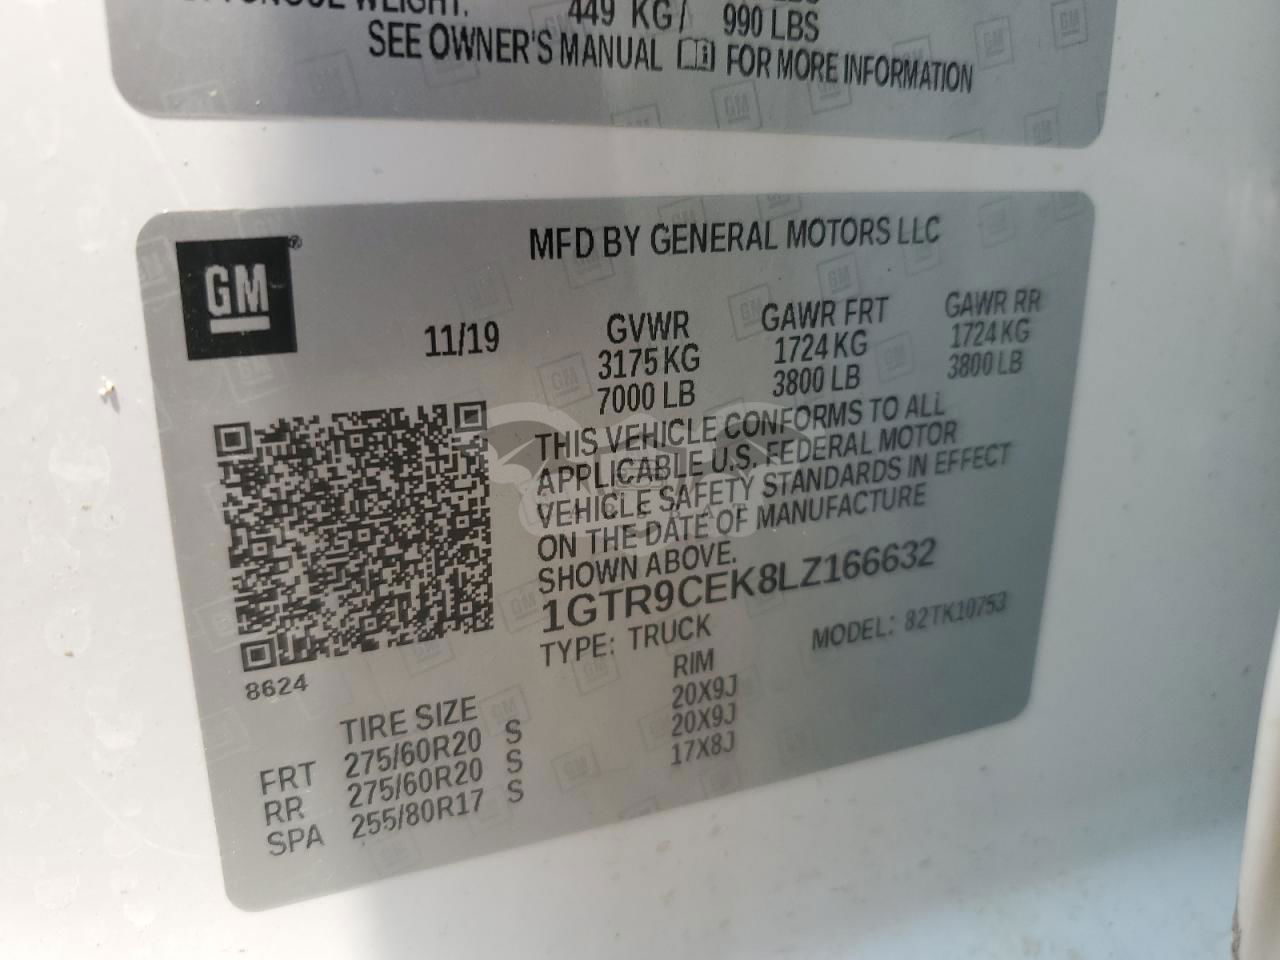 WEIGHT: 449 KG / 990 LBS
SEE OWNER'S MANUAL FOR MORE INFORMATION
GM
MFD BY GENERAL MOTORS LLC
11/19
GVWR GAWR FRT GAWR RR
3175 KG 1724 KG 1724 KG
7000 LB 3800 LB 3800 LB
THIS VEHICLE CONFORMS TO ALL
APPLICABLE U.S. FEDERAL MOTOR
VEHICLE SAFETY STANDARDS IN EFFECT
ON THE DATE OF MANUFACTURE
SHOWN ABOVE.
1GTR9CEK8LZ166632
TYPE: TRUCK MODEL: 82TK10753
8624
TIRE SIZE RIM
FRT 275/60R20 S 20X9J
RR 275/60R20 S 20X9J
SPA 255/80R17 S 17X8J